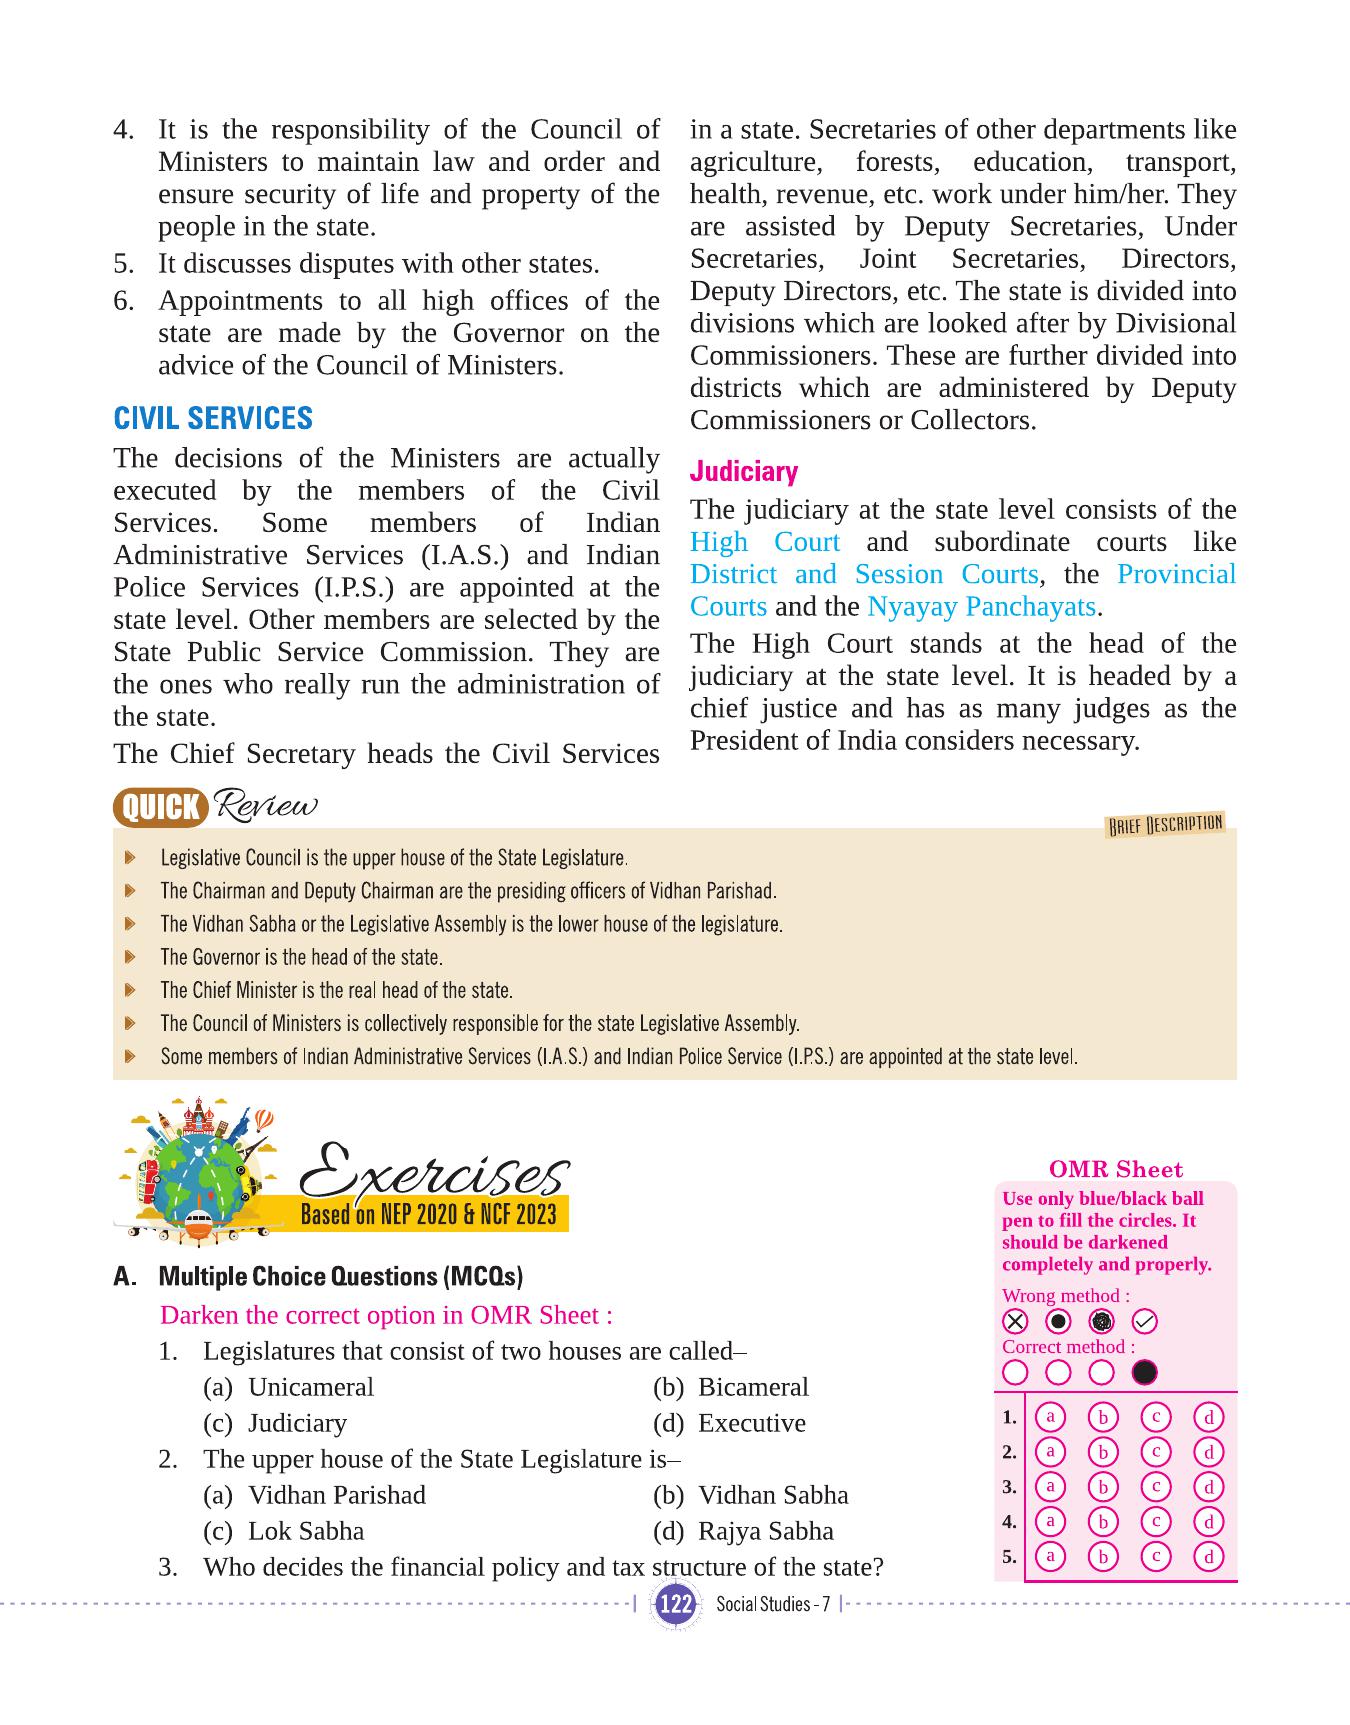 4. It is the responsibility of the Council of
Ministers to maintain law and order and
ensure security of life and property of the
people in the state.
5. It discusses disputes with other states.
6. Appointments to all high offices of the
state are made by the Governor on the
advice of the Council of Ministers.
CIVIL SERVICES
The decisions of the Ministers are actually
executed by the members of the Civil
Services. Some members of Indian
Administrative Services (I.A.S.) and Indian
Police Services (I.P.S.) are appointed at the
state level. Other members are selected by the
State Public Service Commission. They are
the ones who really run the administration of
the state.
The Chief Secretary heads the Civil Services
in a state. Secretaries of other departments like
agriculture, forests, education, transport,
health, revenue, etc. work under him/her. They
are assisted by Deputy Secretaries, Under
Secretaries, Joint Secretaries, Directors,
Deputy Directors, etc. The state is divided into
divisions which are looked after by Divisional
Commissioners. These are further divided into
districts which are administered by Deputy
Commissioners or Collectors.
Judiciary
The judiciary at the state level consists of the
High Court and subordinate courts like
District and Session Courts, the Provincial
Courts and the Nyayay Panchayats.
The High Court stands at the head of the
judiciary at the state level. It is headed by a
chief justice and has as many judges as the
President of India considers necessary.
QUICK Review
BRIEF DESCRIPTION
Legislative Council is the upper house of the State Legislature.
The Chairman and Deputy Chairman are the presiding officers of Vidhan Parishad.
The Vidhan Sabha or the Legislative Assembly is the lower house of the legislature.
The Governor is the head of the state.
The Chief Minister is the real head of the state.
The Council of Ministers is collectively responsible for the state Legislative Assembly.
Some members of Indian Administrative Services (I.A.S.) and Indian Police Service (I.P.S.) are appointed at the state level.
Exercises
Based on NEP 2020 & NCF 2023
A. Multiple Choice Questions (MCQs)
Darken the correct option in OMR Sheet :
1. Legislatures that consist of two houses are called–
(a) Unicameral (b) Bicameral
(c) Judiciary (d) Executive
2. The upper house of the State Legislature is–
(a) Vidhan Parishad (b) Vidhan Sabha
(c) Lok Sabha (d) Rajya Sabha
3. Who decides the financial policy and tax structure of the state?
OMR Sheet
Use only blue/black ball
pen to fill the circles. It
should be darkened
completely and properly.
Wrong method :
Correct method :
1. a b c d
2. a b c d
3. a b c d
4. a b c d
5. a b c d
122 Social Studies - 7